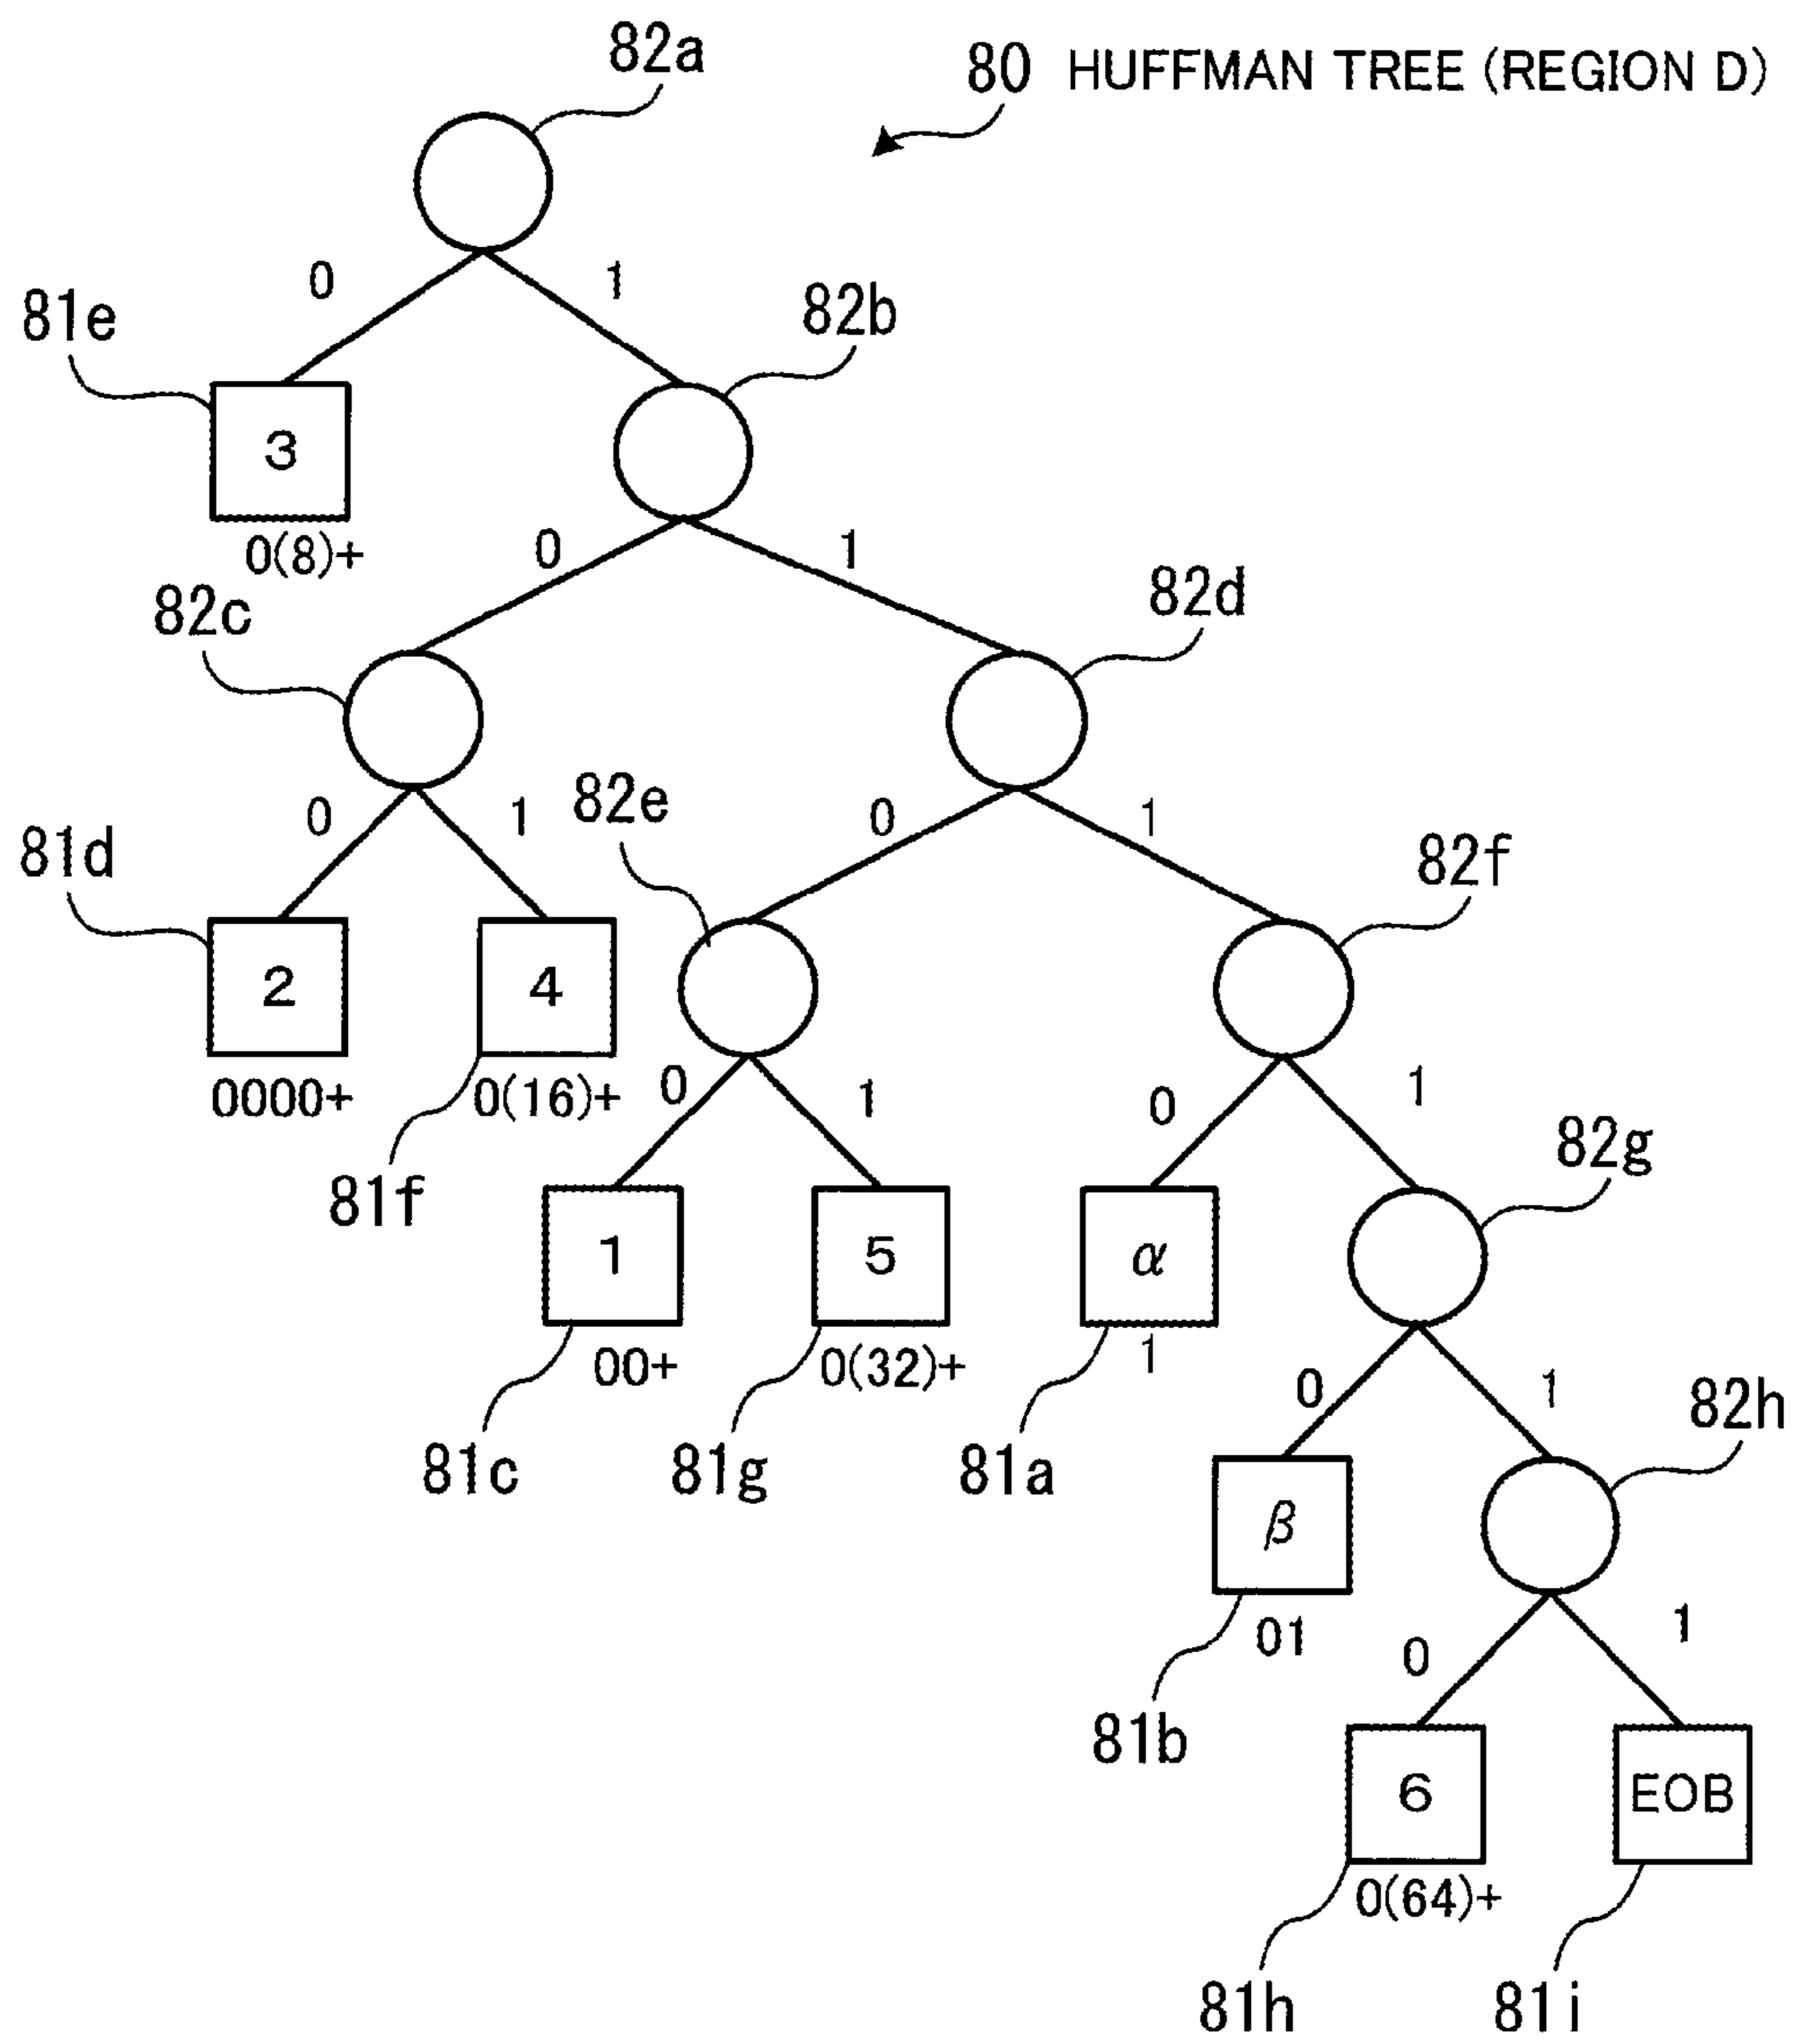 82a
80 HUFFMAN TREE (REGION D)
0 1
81e 82b
3
0(8)+
0 1
82c 82d
82e
0 1 0 1
81d 82f
2 4
0000+ 0(16)+
0 1 0 1
81f 82g
1 5 α
00+ 0(32)+ 1
0 1
82h
81c 81g 81a
β
01
0 1
81b
6 EOB
0(64)+
81h 81i